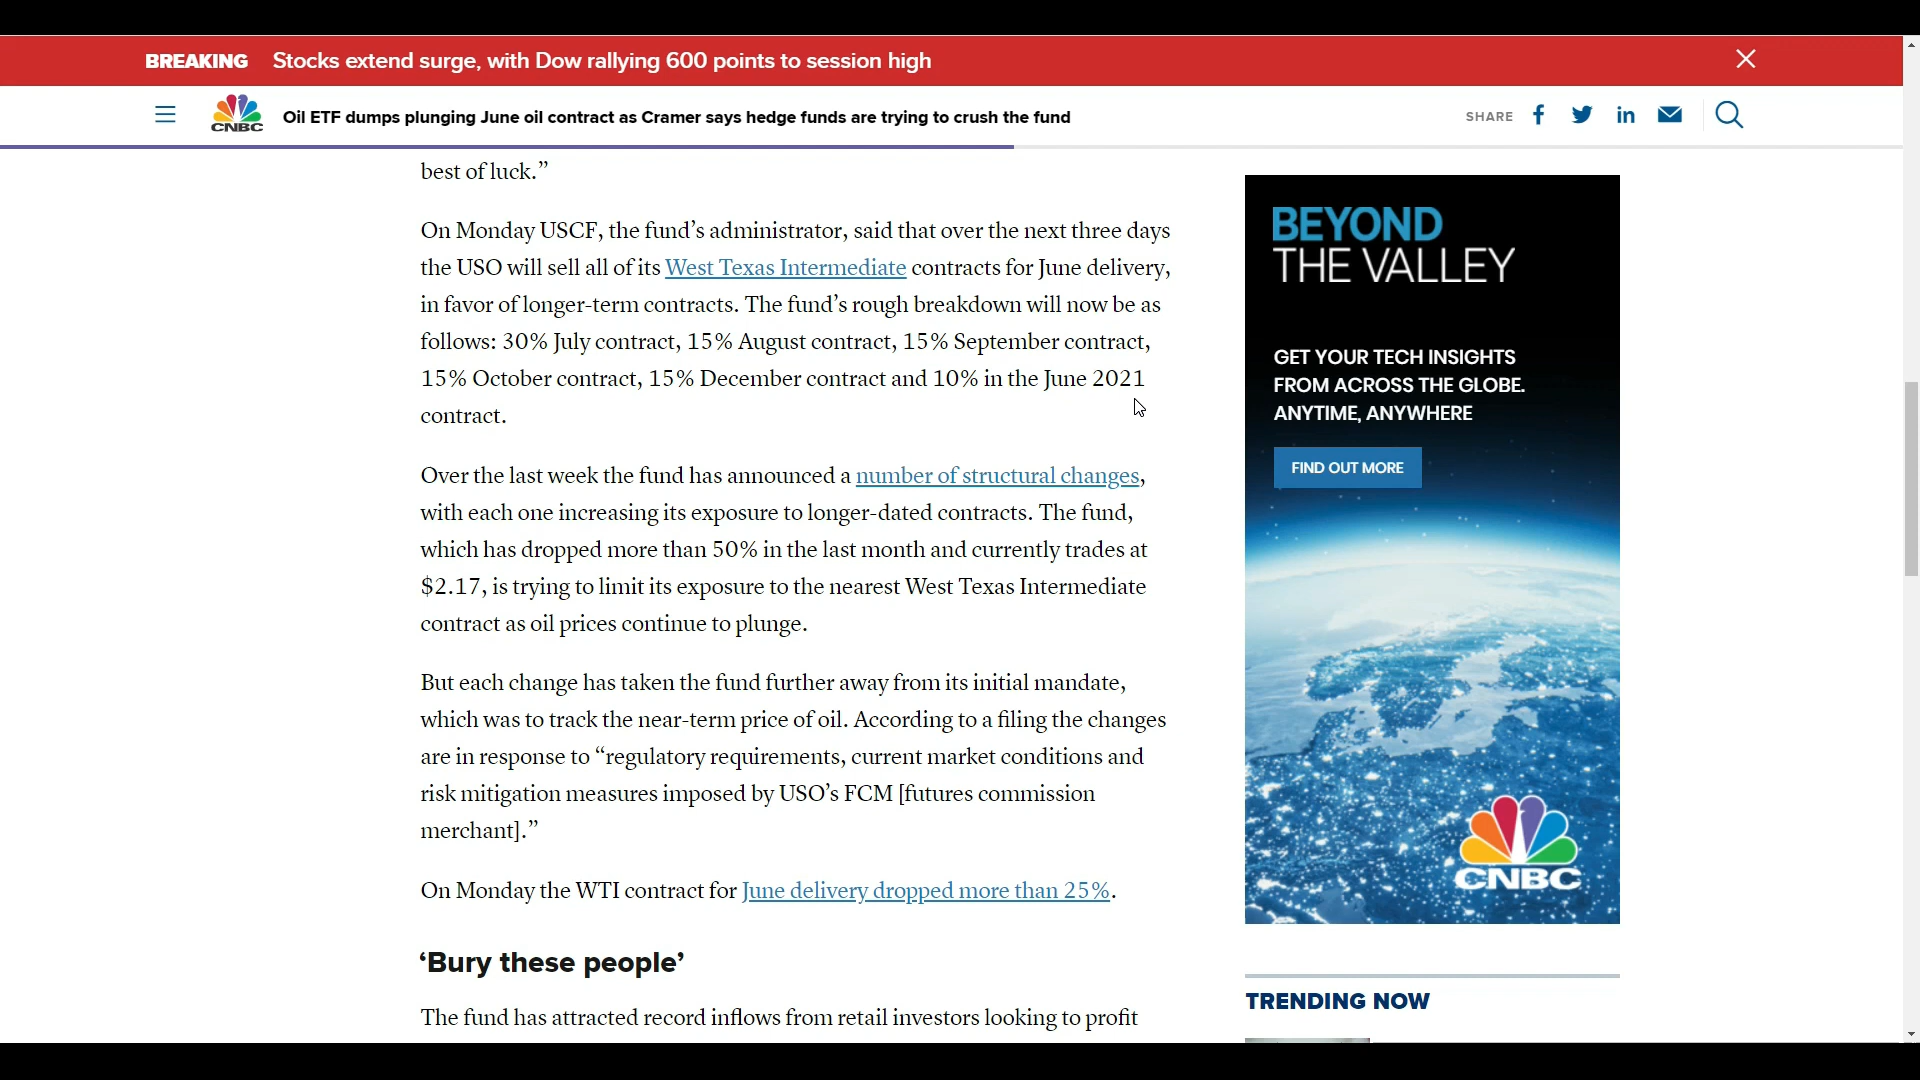 BREAKING Stocks extend surge, with Dow rallying 600 points to session high
CNBC Oil ETF dumps plunging June oil contract as Cramer says hedge funds are trying to crush the fund SHARE
best of luck.”
On Monday USCF, the fund’s administrator, said that over the next three days
the USO will sell all of its West Texas Intermediate contracts for June delivery,
in favor of longer-term contracts. The fund’s rough breakdown will now be as
follows: 30% July contract, 15% August contract, 15% September contract,
15% October contract, 15% December contract and 10% in the June 2021
contract.
Over the last week the fund has announced a number of structural changes,
with each one increasing its exposure to longer-dated contracts. The fund,
which has dropped more than 50% in the last month and currently trades at
$2.17, is trying to limit its exposure to the nearest West Texas Intermediate
contract as oil prices continue to plunge.
But each change has taken the fund further away from its initial mandate,
which was to track the near-term price of oil. According to a filing the changes
are in response to “regulatory requirements, current market conditions and
risk mitigation measures imposed by USO’s FCM [futures commission
merchant].”
On Monday the WTI contract for June delivery dropped more than 25%.
‘Bury these people’
The fund has attracted record inflows from retail investors looking to profit
BEYOND
THE VALLEY
GET YOUR TECH INSIGHTS
FROM ACROSS THE GLOBE.
ANYTIME, ANYWHERE
FIND OUT MORE
CNBC
TRENDING NOW